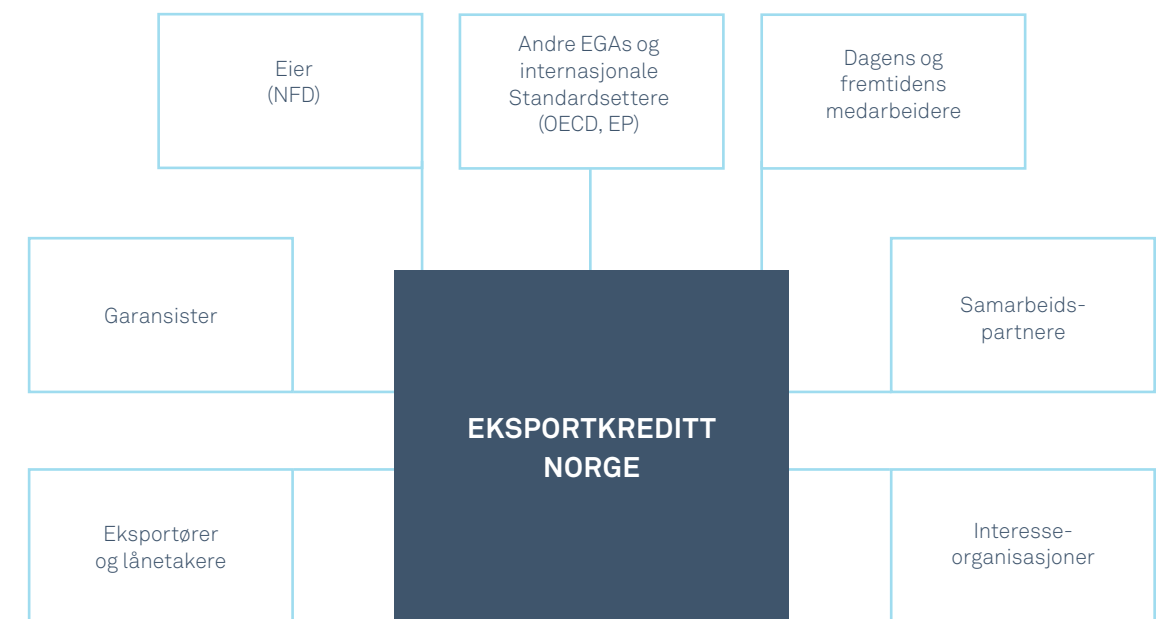 Eier
(NFD)
Andre EGAs og
internasjonale
Standardsettere
(OECD, EP)
Dagens og
fremtidens
medarbeidere
Garansister
Samarbeids-
partnere
EKSPORTKREDITT
NORGE
Eksportører
og lånetakere
Interesse-
organisasjoner